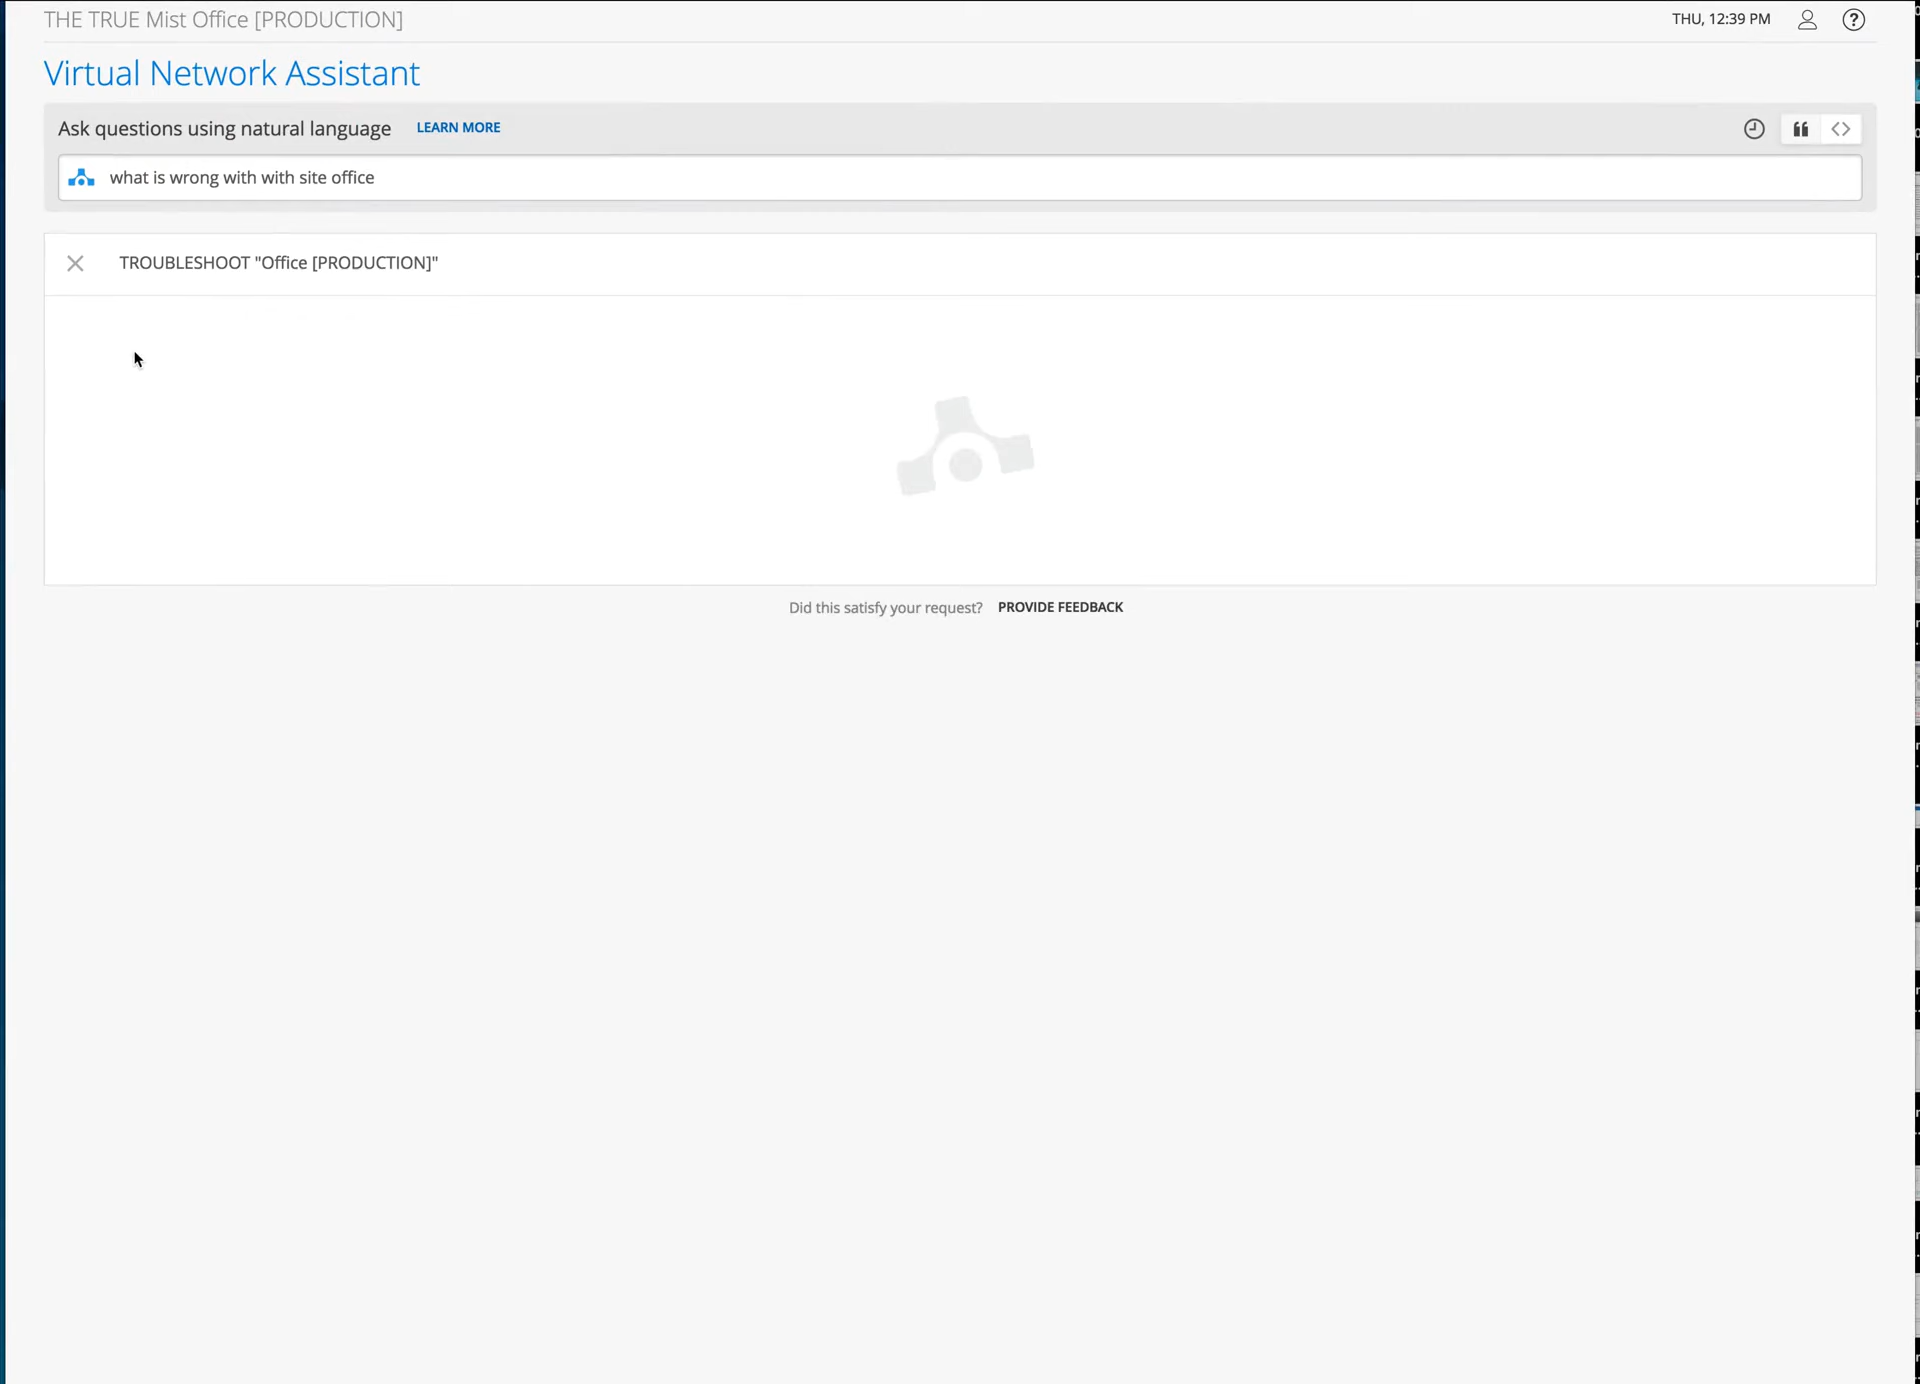 THE TRUE Mist Office [PRODUCTION]
THU, 12:39 PM
Virtual Network Assistant
Ask questions using natural language LEARN MORE
what is wrong with with site office
TROUBLESHOOT "Office [PRODUCTION]"
Did this satisfy your request? PROVIDE FEEDBACK